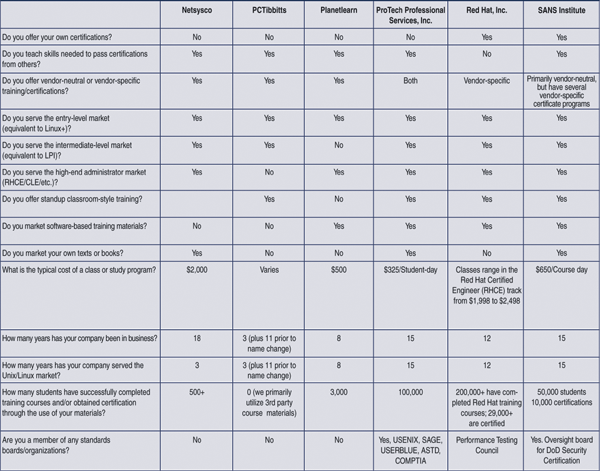 Netsysco PCTibbitts Planetlearn ProTech Professional Services, Inc. Red Hat, Inc. SANS Institute
Do you offer your own certifications? No No No No Yes Yes
Do you teach skills needed to pass certifications from others? Yes Yes Yes Yes No Yes
Do you offer vendor-neutral or vendor-specific training/certifications? Yes Yes Yes Both Vendor-specific Primarily vendor-neutral, but have several vendor-specific certificate programs
Do you serve the entry-level market (equivalent to Linux+)? Yes Yes Yes Yes Yes Yes
Do you serve the intermediate-level market (equivalent to LPI)? Yes Yes No Yes Yes Yes
Do you serve the high-end administrator market (RHCE/CLE/etc.)? Yes No Yes Yes Yes Yes
Do you offer standup classroom-style training? Yes No Yes Yes Yes
Do you market software-based training materials? No No Yes Yes Yes Yes
Do you market your own texts or books? Yes No No Yes No Yes
What is the typical cost of a class or study program? $2,000 Varies $500 $325/Student-day Classes range in the Red Hat Certified Engineer (RHCE) track from $1,998 to $2,498 $650/Course day
How many years has your company been in business? 18 3 (plus 11 prior to name change) 8 15 12 15
How many years has your company served the Unix/Linux market? 3 3 (plus 11 prior to name change) 8 15 12 15
How many students have successfully completed training courses and/or obtained certification through the use of your materials? 500+ 0 (we primarily utilize 3rd party course materials) 3,000 100,000 200,000+ have completed Red Hat training courses; 29,000+ are certified 50,000 students 10,000 certifications
Are you a member of any standards boards/organizations? No No No Yes, USENIX, SAGE, USERBLUE, ASTD, COMPTIA Performance Testing Council Yes. Oversight board for DoD Security Certification